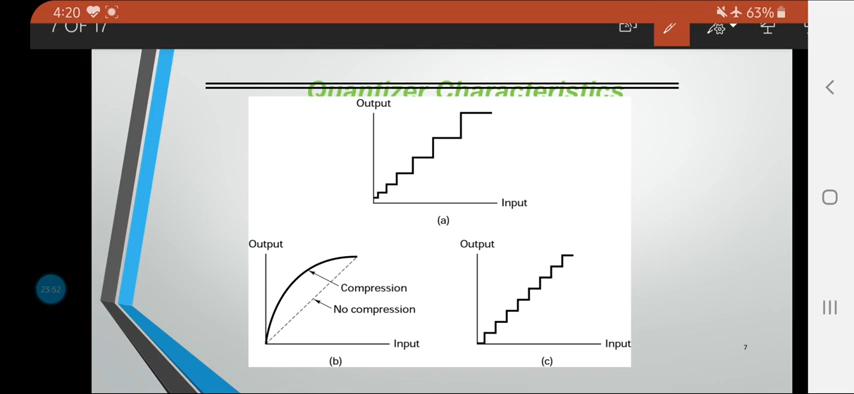 4:20
63%
7 OF 17
Quantizer Characteristics
Output
Input
(a)
Output
Compression
No compression
Input
(b)
Output
Input
(c)
23:52
7